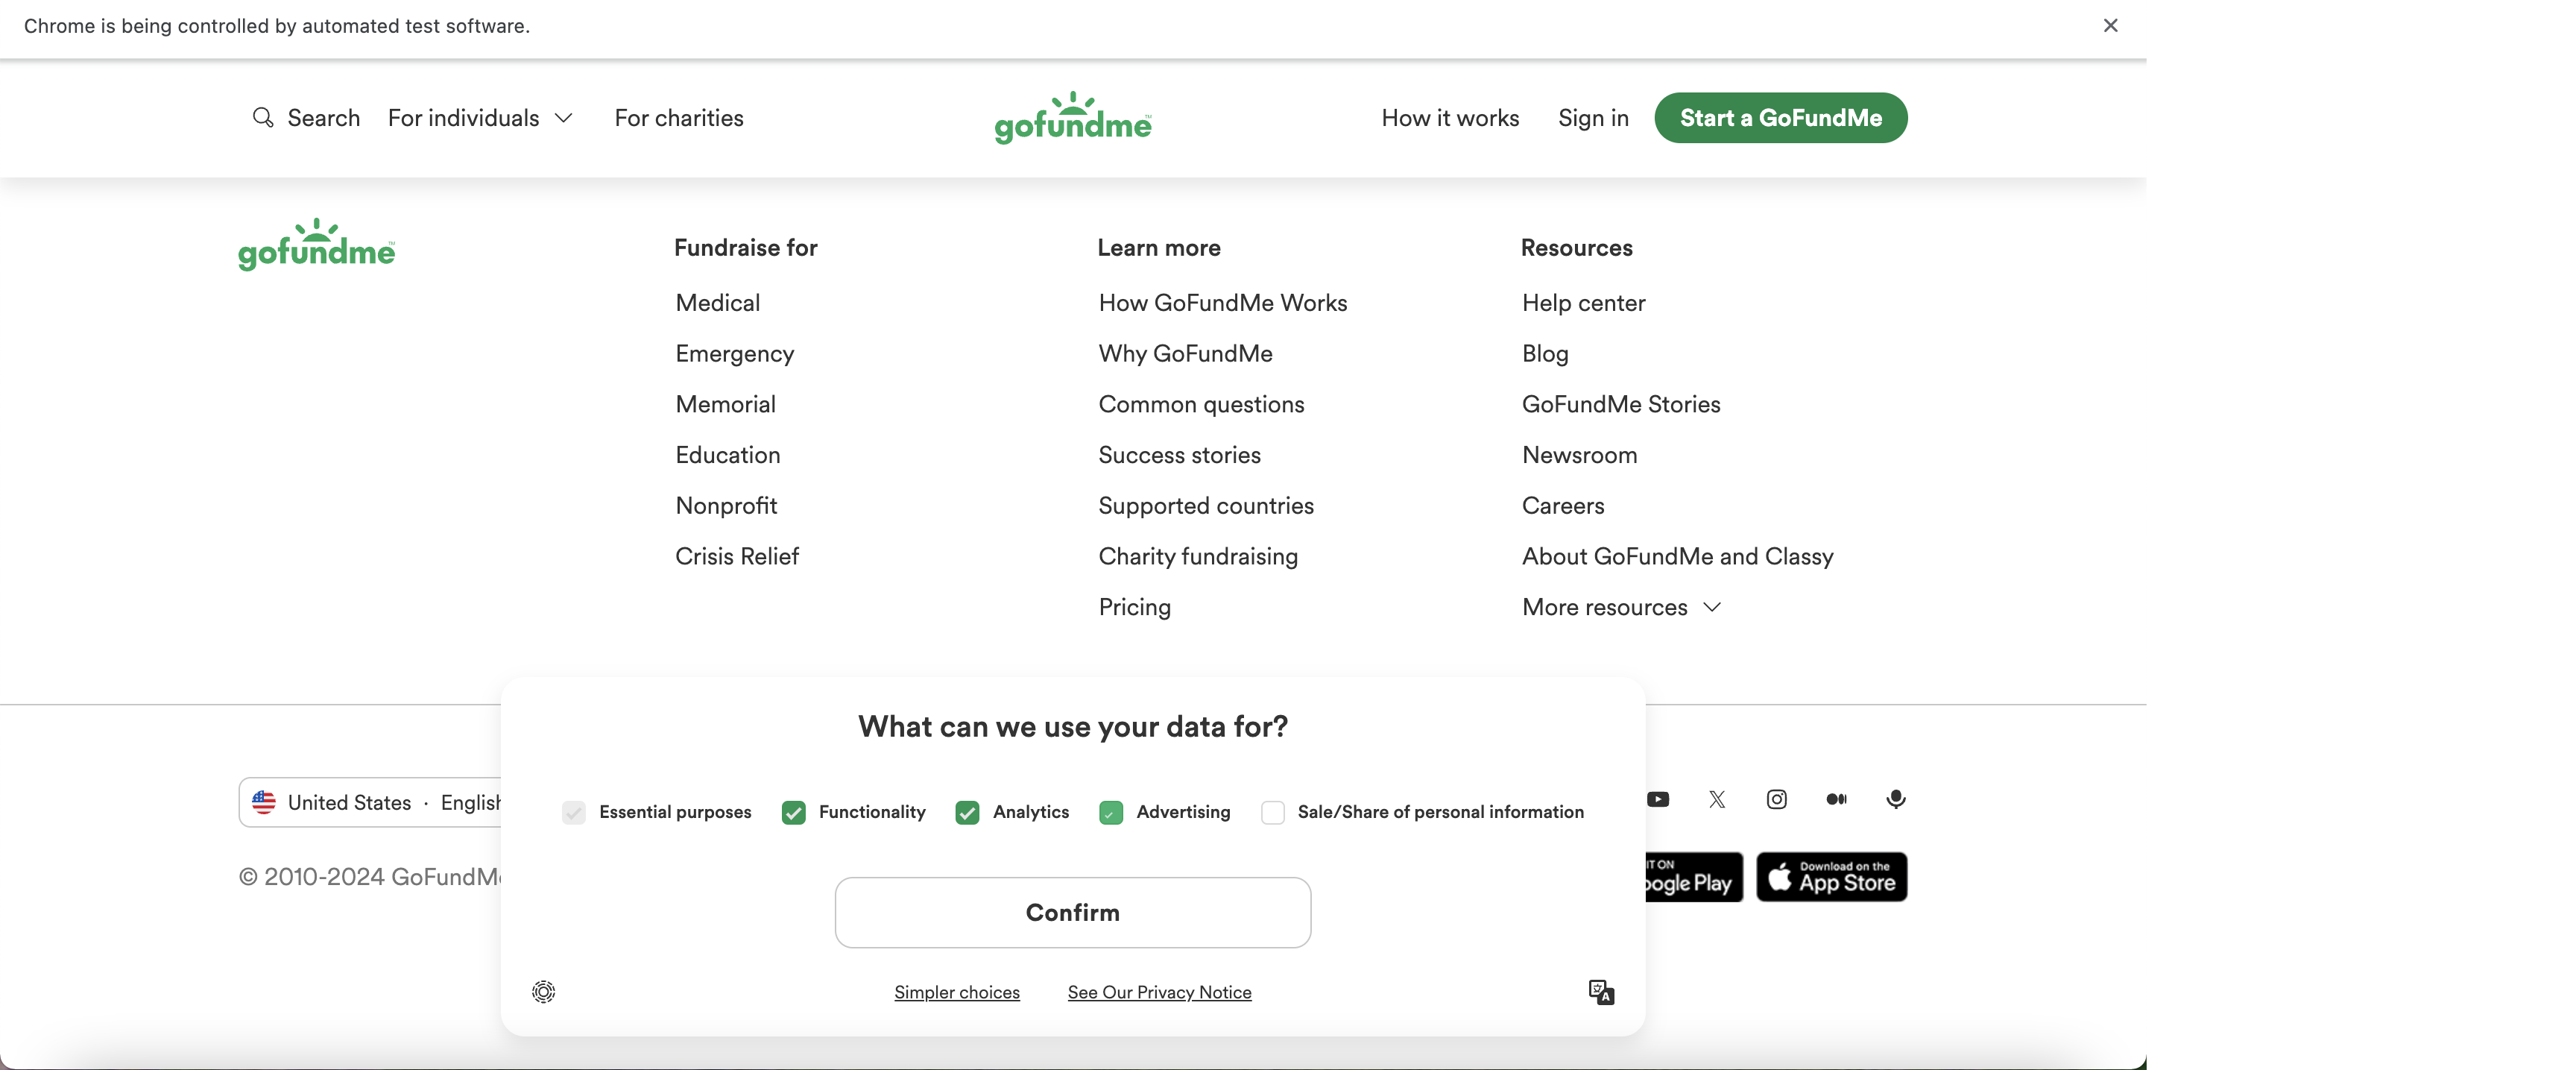 Chrome is being controlled by automated test software.
Search For individuals For charities
gofundme™
How it works Sign in Start a GoFundMe
gofundme™
Fundraise for
Medical
Emergency
Memorial
Education
Nonprofit
Crisis Relief
Learn more
How GoFundMe Works
Why GoFundMe
Common questions
Success stories
Supported countries
Charity fundraising
Pricing
Resources
Help center
Blog
GoFundMe Stories
Newsroom
Careers
About GoFundMe and Classy
More resources
What can we use your data for?
Essential purposes Functionality Analytics Advertising Sale/Share of personal information
Confirm
Simpler choices See Our Privacy Notice
A
United States · English
© 2010-2024 GoFundMe
IT ON
Google Play
Download on the
App Store